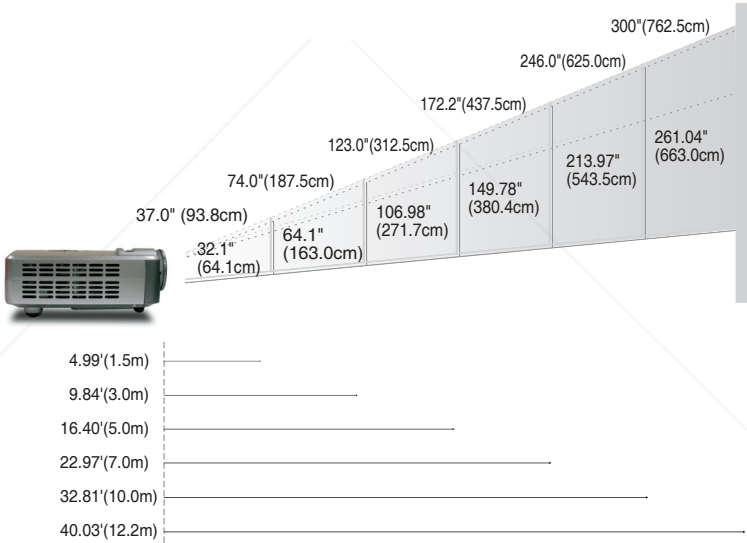 300"(762.5cm)
246.0"(625.0cm)
172.2"(437.5cm)
123.0"(312.5cm)
74.0"(187.5cm)
37.0" (93.8cm)
32.1"
(64.1cm)
64.1"
(163.0cm)
106.98"
(271.7cm)
149.78"
(380.4cm)
213.97"
(543.5cm)
261.04"
(663.0cm)
4.99'(1.5m)
9.84'(3.0m)
16.40'(5.0m)
22.97'(7.0m)
32.81'(10.0m)
40.03'(12.2m)